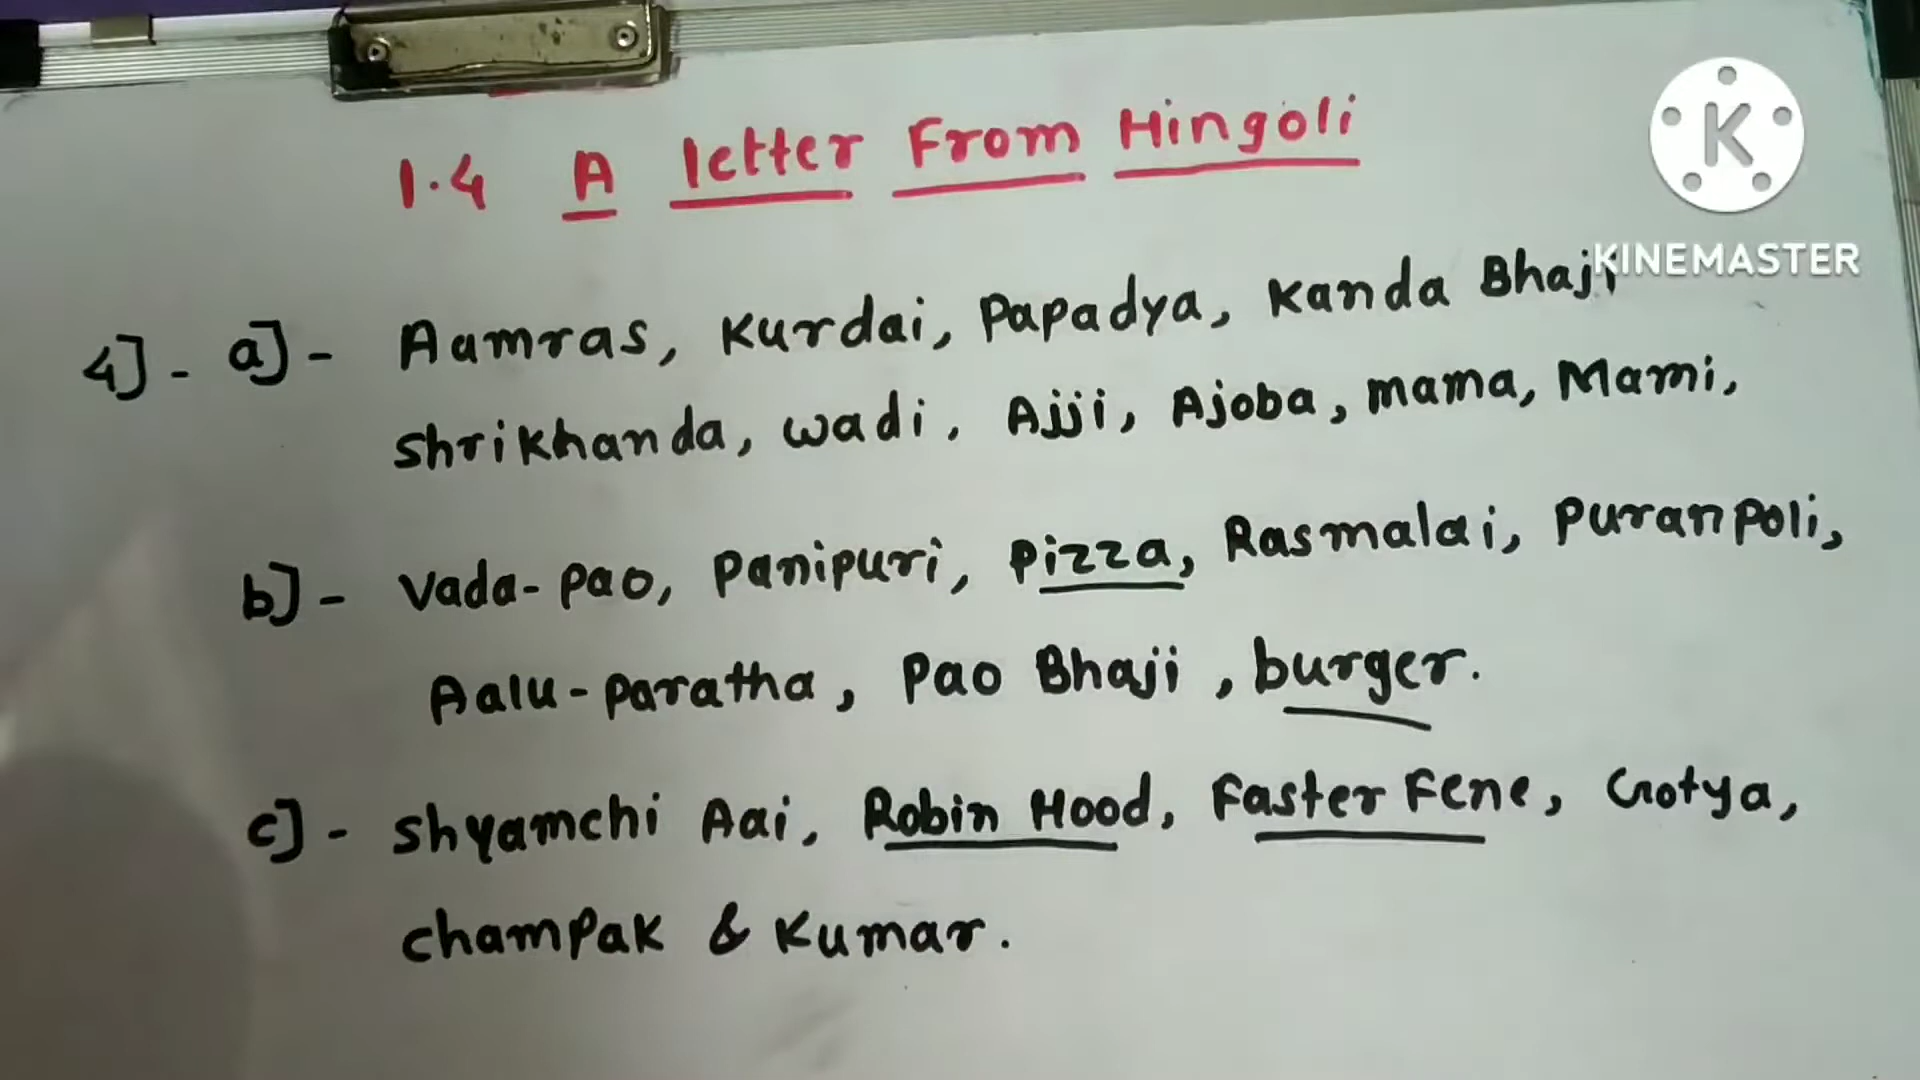 1.4 A letter From Hingoli
K
KINEMASTER
4] - a] - Aamras, Kurdai, Papadya, Kanda Bhaji
Shrikhanda, wadi, Ajji, Ajoba, mama, Mami,
b] - Vada-pao, Panipuri, Pizza, Rasmalai, Puranpoli,
Aalu-paratha, Pao Bhaji, burger.
c] - Shyamchi Aai, Robin Hood, Faster Fene, Gotya,
Champak & Kumar.